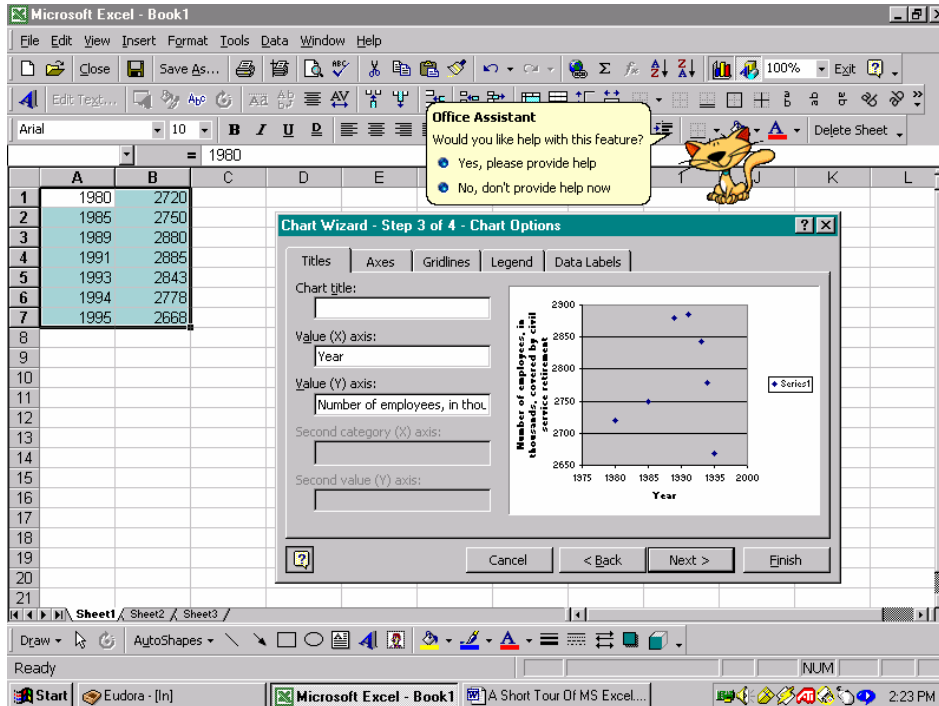 Microsoft Excel - Book1
File Edit View Insert Format Tools Data Window Help
Close Save As... ABC Σ fx 100% Exit
Edit Text... Abc Aa
Arial 10 B I U D Delete Sheet
Office Assistant
Would you like help with this feature?
Yes, please provide help
No, don't provide help now
= 1980
A B C D E I J K L
1 1980 2720
2 1985 2750
3 1989 2880
4 1991 2885
5 1993 2843
6 1994 2778
7 1995 2668
8
9
10
11
12
13
14
15
16
17
18
19
20
21
Chart Wizard - Step 3 of 4 - Chart Options
Titles Axes Gridlines Legend Data Labels
Chart title:
Value (X) axis:
Year
Value (Y) axis:
Number of employees, in thou
Second category (X) axis:
Second value (Y) axis:
Number of employees, in
thousands, covered by civil
service retirement
2900
2850
2800
2750
2700
2650
1975 1980 1985 1990 1995 2000
Year
Series1
Cancel < Back Next > Finish
Sheet1 Sheet2 Sheet3
Draw AutoShapes
Ready NUM
Start Eudora - [In] Microsoft Excel - Book1 A Short Tour Of MS Excel.... 2:23 PM